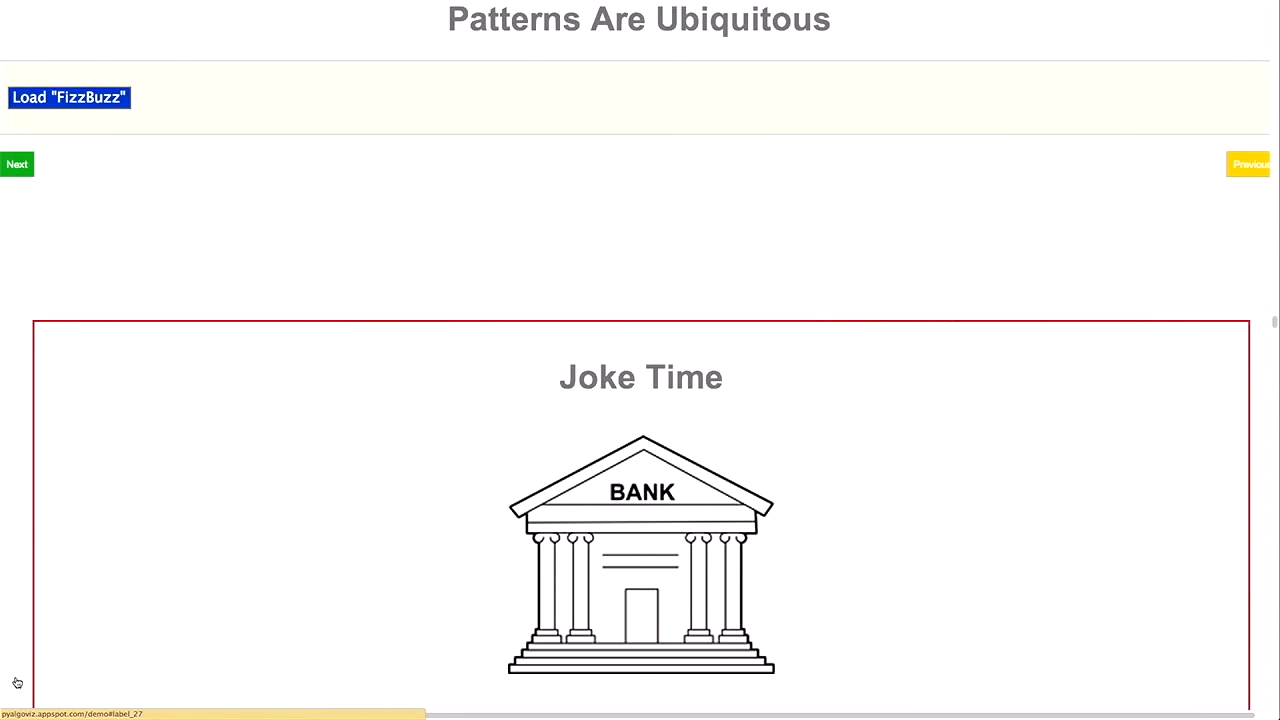 Patterns Are Ubiquitous
Load "FizzBuzz"
Next
Previous
Joke Time
BANK
pyalgoviz.appspot.com/demo#label_27